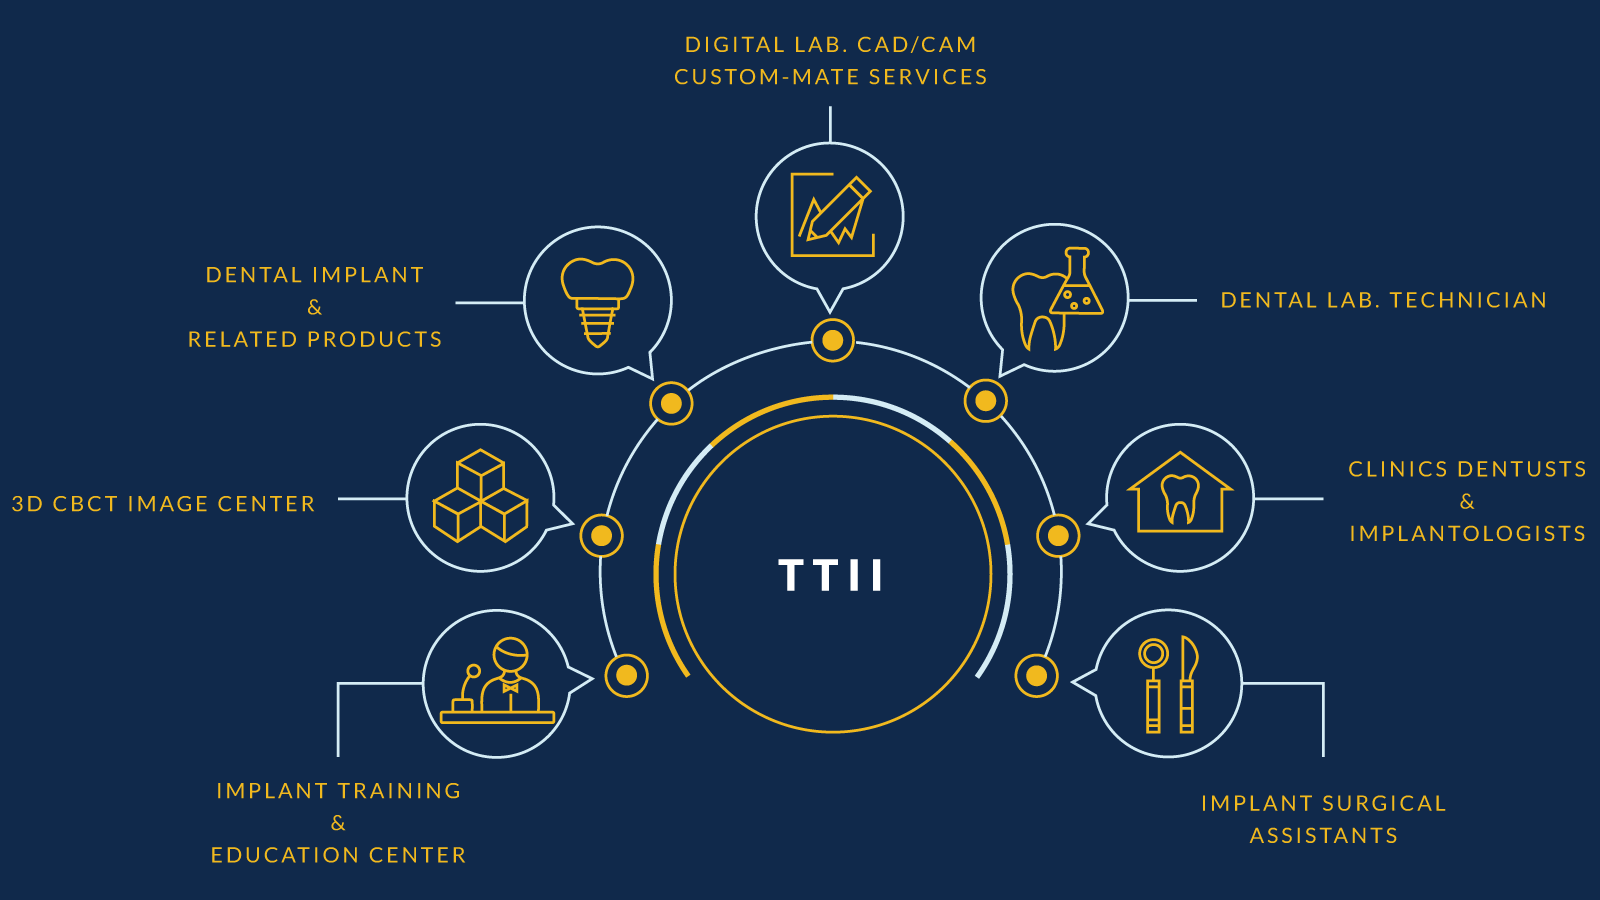 DIGITAL LAB. CAD/CAM
CUSTOM-MATE SERVICES
DENTAL IMPLANT
&
RELATED PRODUCTS
DENTAL LAB. TECHNICIAN
3D CBCT IMAGE CENTER
CLINICS DENTUSTS
&
IMPLANTOLOGISTS
TTII
IMPLANT TRAINING
&
EDUCATION CENTER
IMPLANT SURGICAL
ASSISTANTS